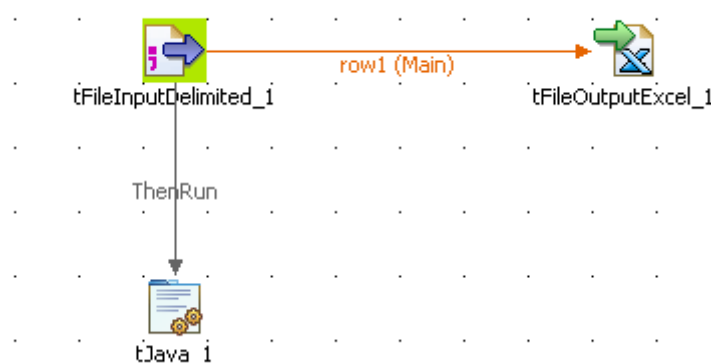 row1 (Main)
tFileInputDelimited_1
tFileOutputExcel_1
ThenRun
tJava_1